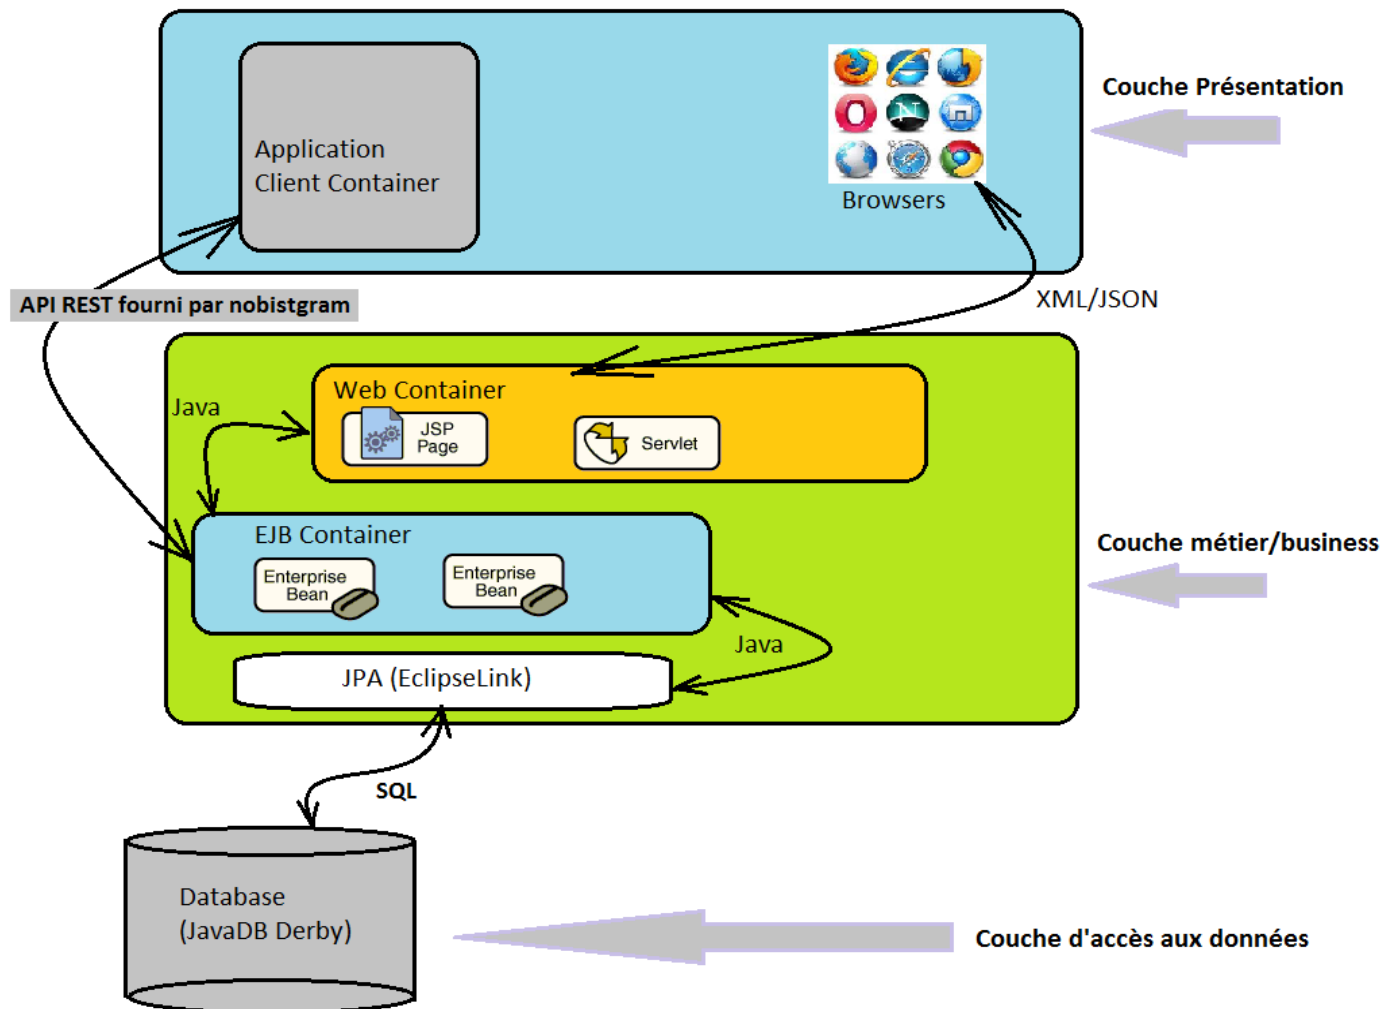 Couche Présentation
Application
Client Container
Browsers
API REST fourni par nobistgram
XML/JSON
Web Container
Java
JSP
Page
Servlet
EJB Container
Enterprise
Bean
Enterprise
Bean
Couche métier/business
Java
JPA (EclipseLink)
SQL
Database
(JavaDB Derby)
Couche d'accès aux données